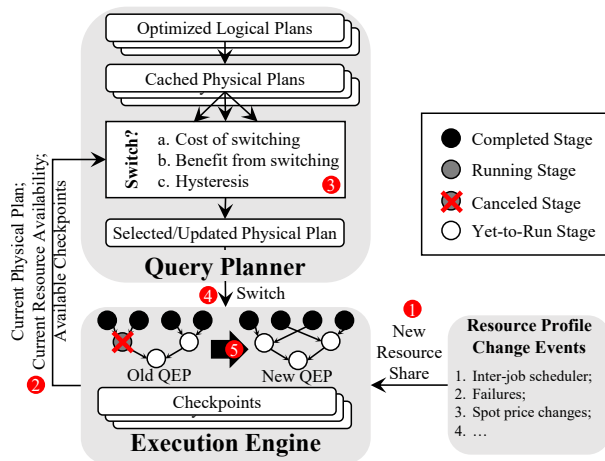 Optimized Logical Plans
Cached Physical Plans
Switch?
a. Cost of switching
b. Benefit from switching
c. Hysteresis
3
Selected/Updated Physical Plan
Query Planner
Current Physical Plan;
Current Resource Availability;
Available Checkpoints
2
4 Switch
5
Old QEP
New QEP
Checkpoints
Execution Engine
1
New
Resource
Share
Completed Stage
Running Stage
Canceled Stage
Yet-to-Run Stage
Resource Profile
Change Events
1. Inter-job scheduler;
2. Failures;
3. Spot price changes;
4. …